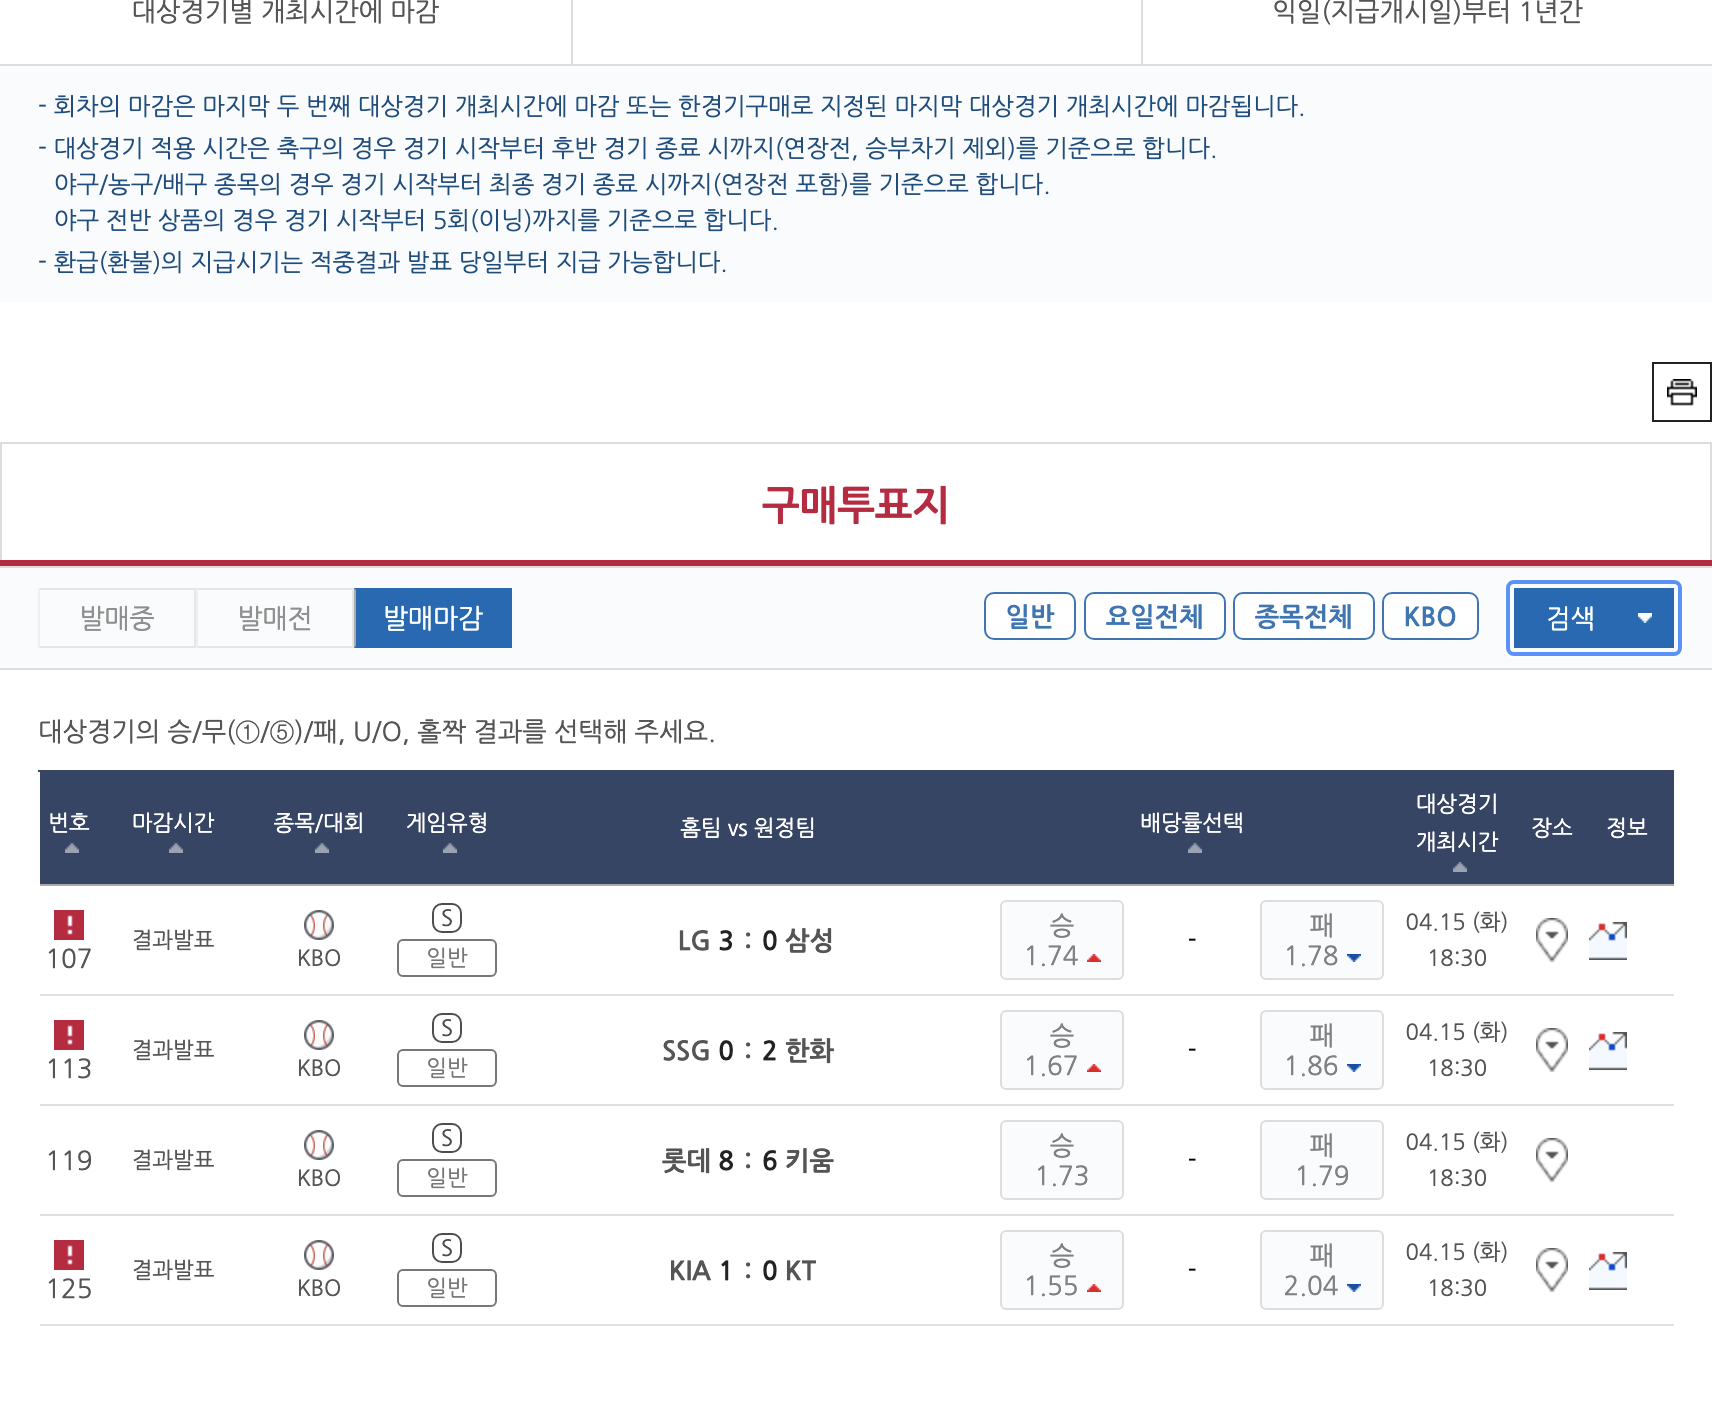 대상경기별 개최시간에 마감
익일(지급개시일)부터 1년간
- 회차의 마감은 마지막 두 번째 대상경기 개최시간에 마감 또는 한경기구매로 지정된 마지막 대상경기 개최시간에 마감됩니다.
- 대상경기 적용 시간은 축구의 경우 경기 시작부터 후반 경기 종료 시까지(연장전, 승부차기 제외)를 기준으로 합니다.
야구/농구/배구 종목의 경우 경기 시작부터 최종 경기 종료 시까지(연장전 포함)를 기준으로 합니다.
야구 전반 상품의 경우 경기 시작부터 5회(이닝)까지를 기준으로 합니다.
- 환급(환불)의 지급시기는 적중결과 발표 당일부터 지급 가능합니다.
구매투표지
발매중 발매전 발매마감 일반 요일전체 종목전체 KBO 검색
대상경기의 승/무(①/⑤)/패, U/O, 홀짝 결과를 선택해 주세요.
번호 마감시간 종목/대회 게임유형 홈팀 vs 원정팀 배당률선택 대상경기 개최시간 장소 정보
107 결과발표 KBO S 일반 LG 3 : 0 삼성 승 1.74 - 패 1.78 04.15 (화) 18:30
113 결과발표 KBO S 일반 SSG 0 : 2 한화 승 1.67 - 패 1.86 04.15 (화) 18:30
119 결과발표 KBO S 일반 롯데 8 : 6 키움 승 1.73 - 패 1.79 04.15 (화) 18:30
125 결과발표 KBO S 일반 KIA 1 : 0 KT 승 1.55 - 패 2.04 04.15 (화) 18:30